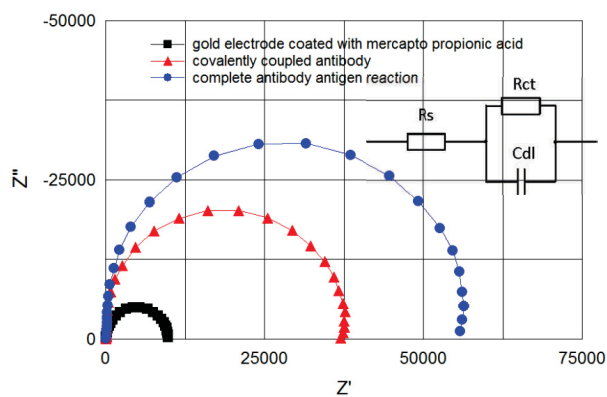 -50000
gold electrode coated with mercapto propionic acid
covalently coupled antibody
complete antibody antigen reaction
Rct
Rs
Cdl
Z"
-25000
0
0
25000
50000
75000
Z'